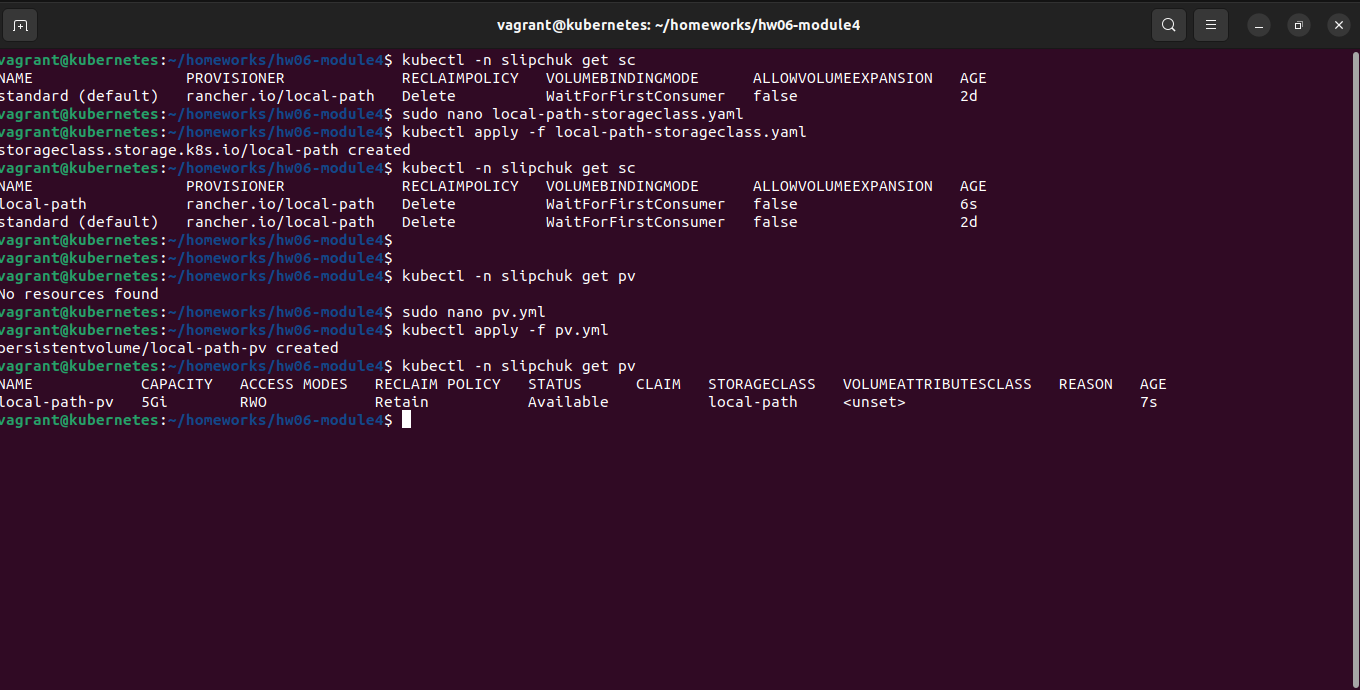 vagrant@kubernetes: ~/homeworks/hw06-module4
vagrant@kubernetes:~/homeworks/hw06-module4$ kubectl -n slipchuk get sc
NAME PROVISIONER RECLAIMPOLICY VOLUMEBINDINGMODE ALLOWVOLUMEEXPANSION AGE
standard (default) rancher.io/local-path Delete WaitForFirstConsumer false 2d
vagrant@kubernetes:~/homeworks/hw06-module4$ sudo nano local-path-storageclass.yaml
vagrant@kubernetes:~/homeworks/hw06-module4$ kubectl apply -f local-path-storageclass.yaml
storageclass.storage.k8s.io/local-path created
vagrant@kubernetes:~/homeworks/hw06-module4$ kubectl -n slipchuk get sc
NAME PROVISIONER RECLAIMPOLICY VOLUMEBINDINGMODE ALLOWVOLUMEEXPANSION AGE
local-path rancher.io/local-path Delete WaitForFirstConsumer false 6s
standard (default) rancher.io/local-path Delete WaitForFirstConsumer false 2d
vagrant@kubernetes:~/homeworks/hw06-module4$
vagrant@kubernetes:~/homeworks/hw06-module4$
vagrant@kubernetes:~/homeworks/hw06-module4$ kubectl -n slipchuk get pv
No resources found
vagrant@kubernetes:~/homeworks/hw06-module4$ sudo nano pv.yml
vagrant@kubernetes:~/homeworks/hw06-module4$ kubectl apply -f pv.yml
persistentvolume/local-path-pv created
vagrant@kubernetes:~/homeworks/hw06-module4$ kubectl -n slipchuk get pv
NAME CAPACITY ACCESS MODES RECLAIM POLICY STATUS CLAIM STORAGECLASS VOLUMEATTRIBUTESCLASS REASON AGE
local-path-pv 5Gi RWO Retain Available local-path <unset> 7s
vagrant@kubernetes:~/homeworks/hw06-module4$